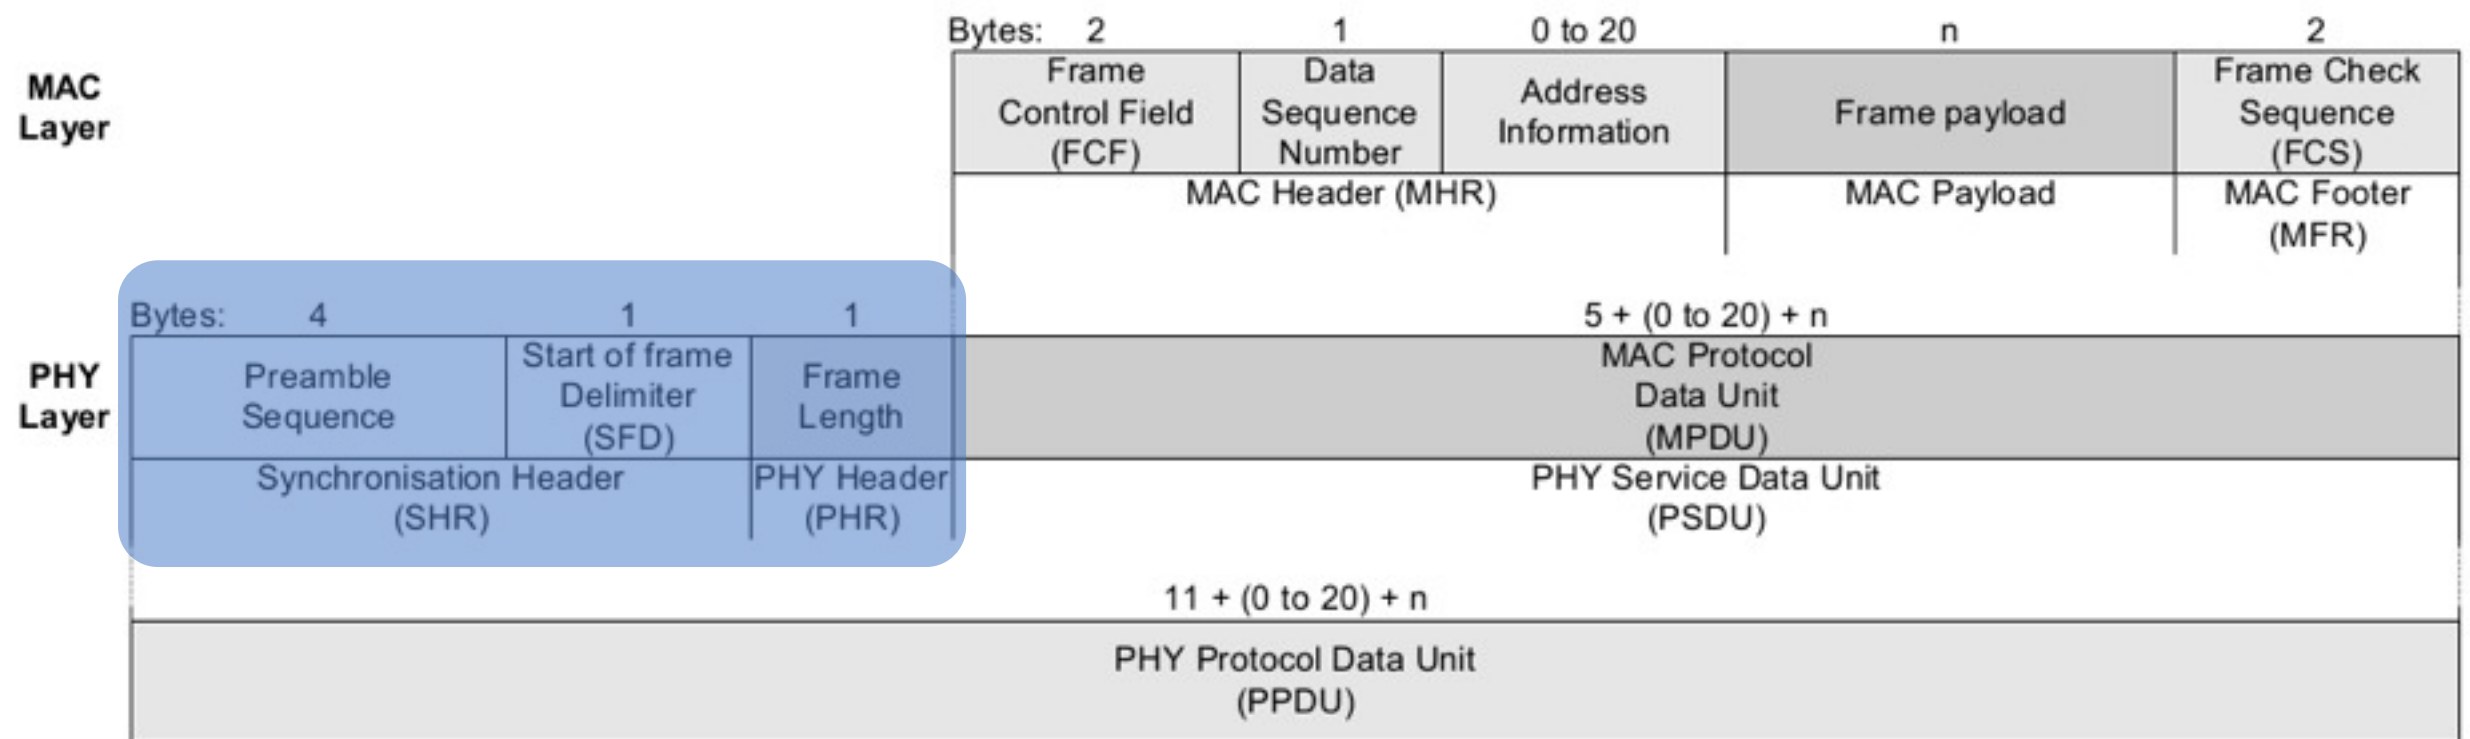 Bytes: 2 1 0 to 20 n 2
MAC
Layer
Frame
Control Field
(FCF)
Data
Sequence
Number
Address
Information
Frame payload
Frame Check
Sequence
(FCS)
MAC Header (MHR)
MAC Payload
MAC Footer
(MFR)
Bytes: 4 1 1 5 + (0 to 20) + n
PHY
Layer
Preamble
Sequence
Start of frame
Delimiter
(SFD)
Frame
Length
MAC Protocol
Data Unit
(MPDU)
Synchronisation Header
(SHR)
PHY Header
(PHR)
PHY Service Data Unit
(PSDU)
11 + (0 to 20) + n
PHY Protocol Data Unit
(PPDU)